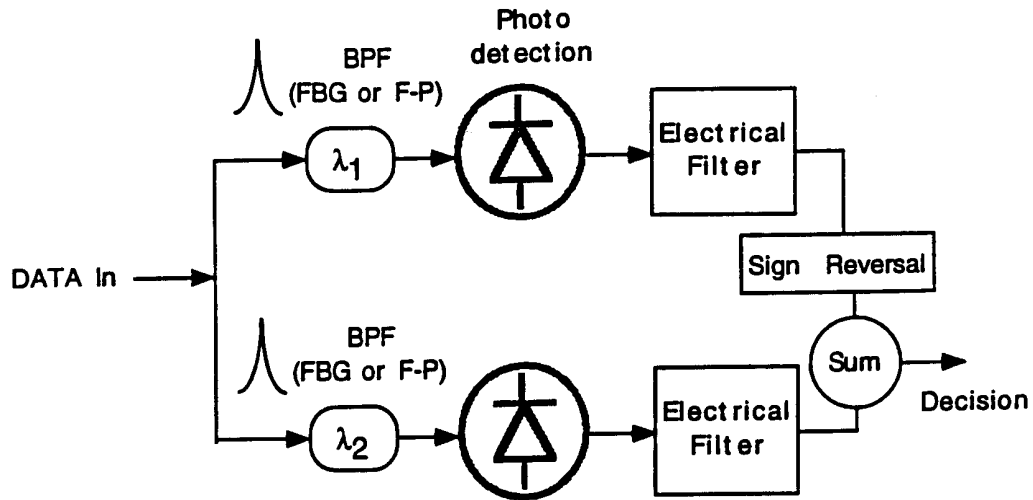 Photo
detection
BPF
(FBG or F-P)
λ1
Electrical
Filter
Sign Reversal
DATA In
BPF
(FBG or F-P)
λ2
Electrical
Filter
Sum
Decision